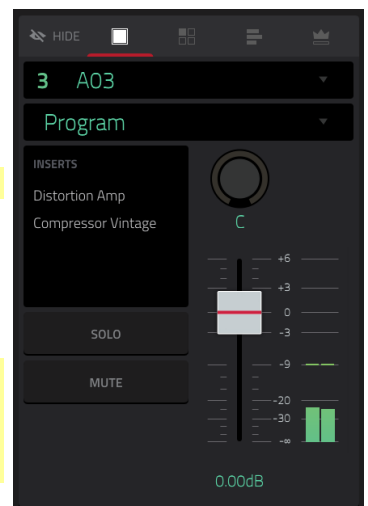 HIDE
3 A03
Program
INSERTS
Distortion Amp
Compressor Vintage
C
+6
+3
0
-3
-9
-20
-30
-∞
SOLO
MUTE
0.00dB